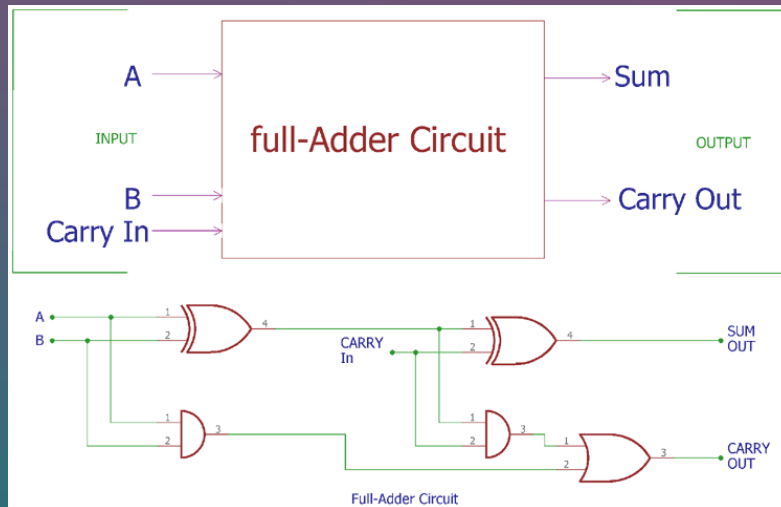 A
Sum
INPUT
full-Adder Circuit
OUTPUT
B
Carry Out
Carry In
A
1
4
1
4
SUM
OUT
B
2
CARRY
In
2
1
3
1
3
1
3
CARRY
OUT
2
2
2
Full-Adder Circuit